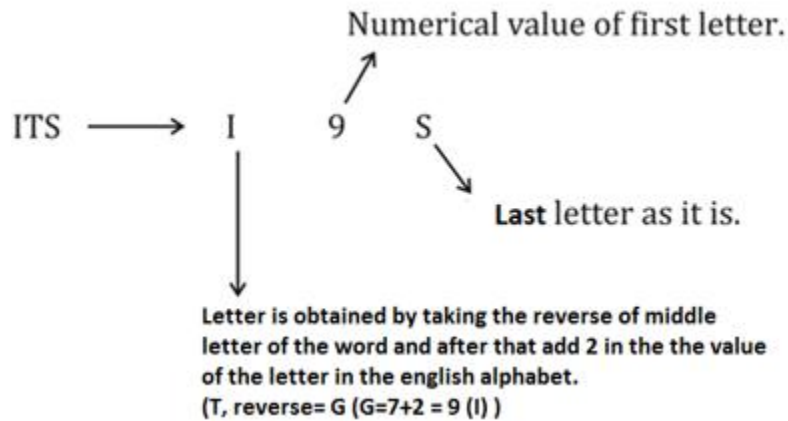 Numerical value of first letter.
ITS I 9 S
Last letter as it is.
Letter is obtained by taking the reverse of middle
letter of the word and after that add 2 in the the value
of the letter in the english alphabet.
(T, reverse= G (G=7+2 = 9 (I) )